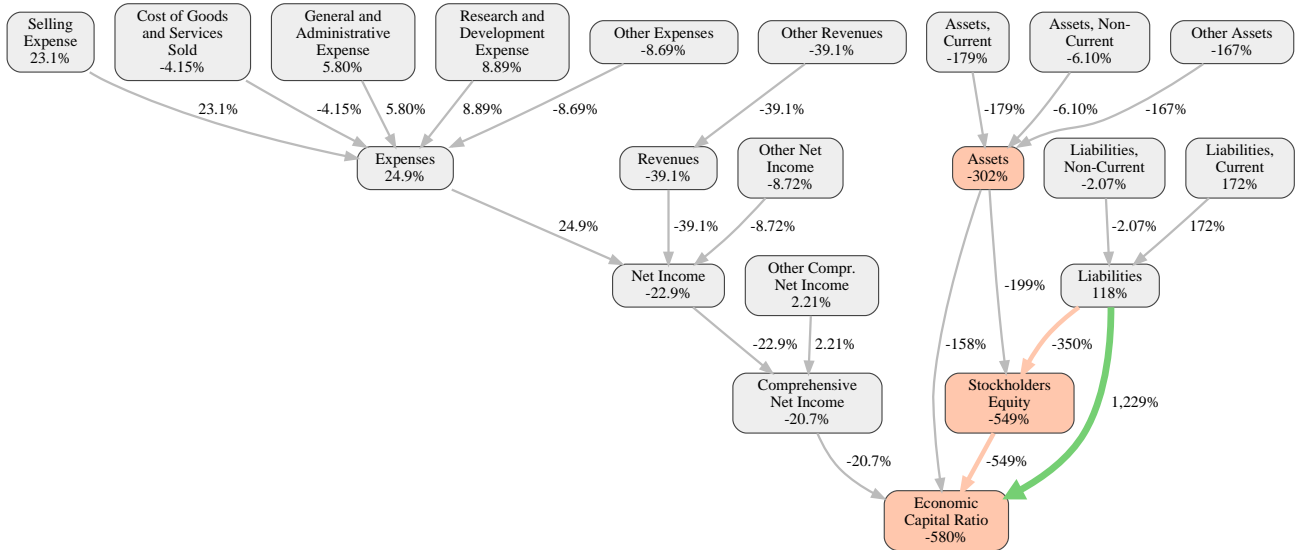 Selling
Expense
23.1%
Cost of Goods
and Services
Sold
-4.15%
General and
Administrative
Expense
5.80%
Research and
Development
Expense
8.89%
Other Expenses
-8.69%
Other Revenues
-39.1%
Assets,
Current
-179%
Assets, Non-
Current
-6.10%
Other Assets
-167%
23.1%
-4.15%
5.80%
8.89%
-8.69%
-39.1%
-179%
-6.10%
-167%
Expenses
24.9%
Revenues
-39.1%
Other Net
Income
-8.72%
Assets
-302%
Liabilities,
Non-Current
-2.07%
Liabilities,
Current
172%
24.9%
-39.1%
-8.72%
-2.07%
172%
Net Income
-22.9%
Other Compr.
Net Income
2.21%
-199%
Liabilities
118%
-22.9%
2.21%
-158%
-350%
Comprehensive
Net Income
-20.7%
Stockholders
Equity
-549%
1,229%
-20.7%
-549%
Economic
Capital Ratio
-580%